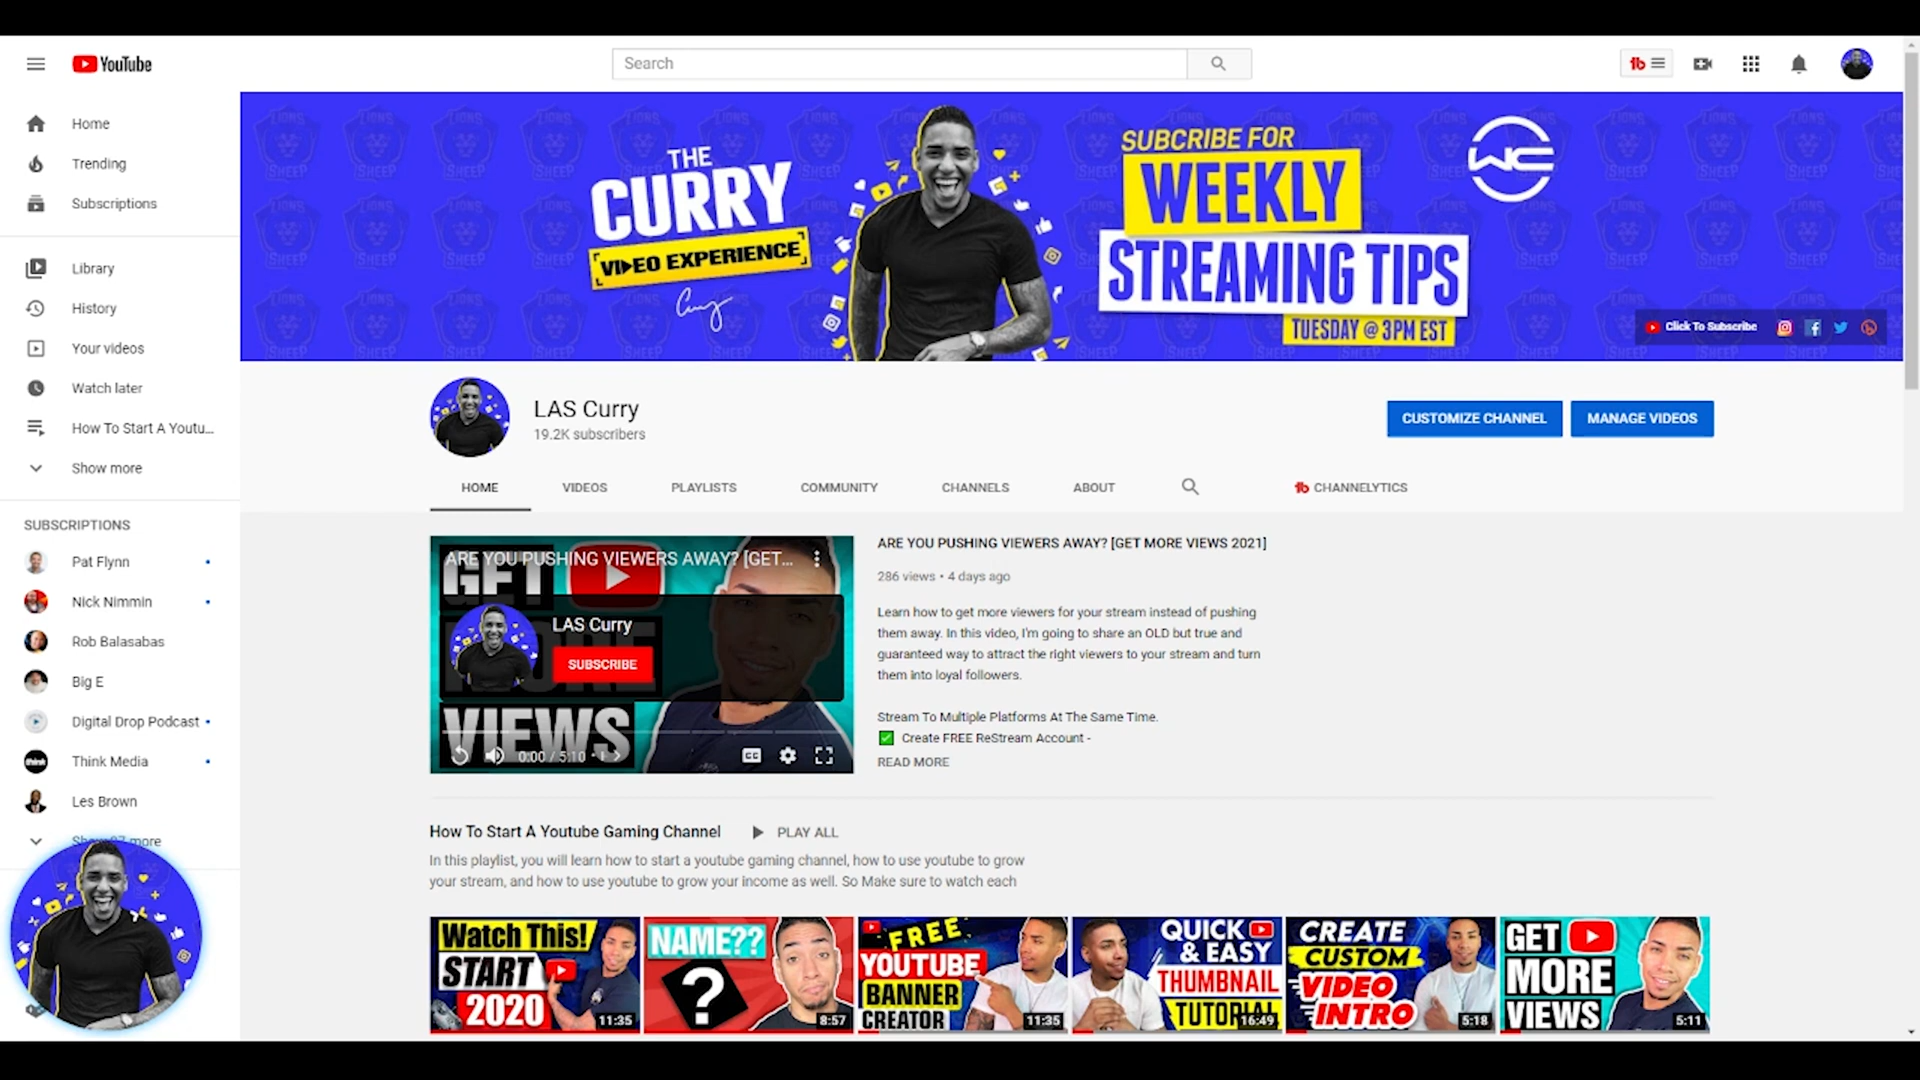 YouTube
Search
Home
Trending
Subscriptions
Library
History
Your videos
Watch later
How To Start A Youtu...
Show more
SUBSCRIPTIONS
Pat Flynn
Nick Nimmin
Rob Balasabas
Big E
Digital Drop Podcast
Think Media
Les Brown
THE
CURRY
VIDEO EXPERIENCE
SUBCRIBE FOR
WEEKLY
STREAMING TIPS
TUESDAY @ 3PM EST
WC
LIONS
SHEEP
Click To Subscribe
LAS Curry
19.2K subscribers
CUSTOMIZE CHANNEL
MANAGE VIDEOS
HOME
VIDEOS
PLAYLISTS
COMMUNITY
CHANNELS
ABOUT
CHANNELYTICS
ARE YOU PUSHING VIEWERS AWAY? [GET...
GET
LAS Curry
SUBSCRIBE
MORE
VIEWS
0:00 / 5:10
CC
ARE YOU PUSHING VIEWERS AWAY? [GET MORE VIEWS 2021]
286 views • 4 days ago
Learn how to get more viewers for your stream instead of pushing
them away. In this video, I'm going to share an OLD but true and
guaranteed way to attract the right viewers to your stream and turn
them into loyal followers.
Stream To Multiple Platforms At The Same Time.
✅ Create FREE ReStream Account -
READ MORE
How To Start A Youtube Gaming Channel
PLAY ALL
In this playlist, you will learn how to start a youtube gaming channel, how to use youtube to grow
your stream, and how to use youtube to grow your income as well. So Make sure to watch each
Watch This!
START
2020
11:35
NAME??
?
8:57
FREE
YOUTUBE
BANNER
CREATOR
11:35
QUICK
& EASY
THUMBNAIL
TUTORIAL
16:49
CREATE
CUSTOM
VIDEO
INTRO
5:18
GET
MORE
VIEWS
5:11